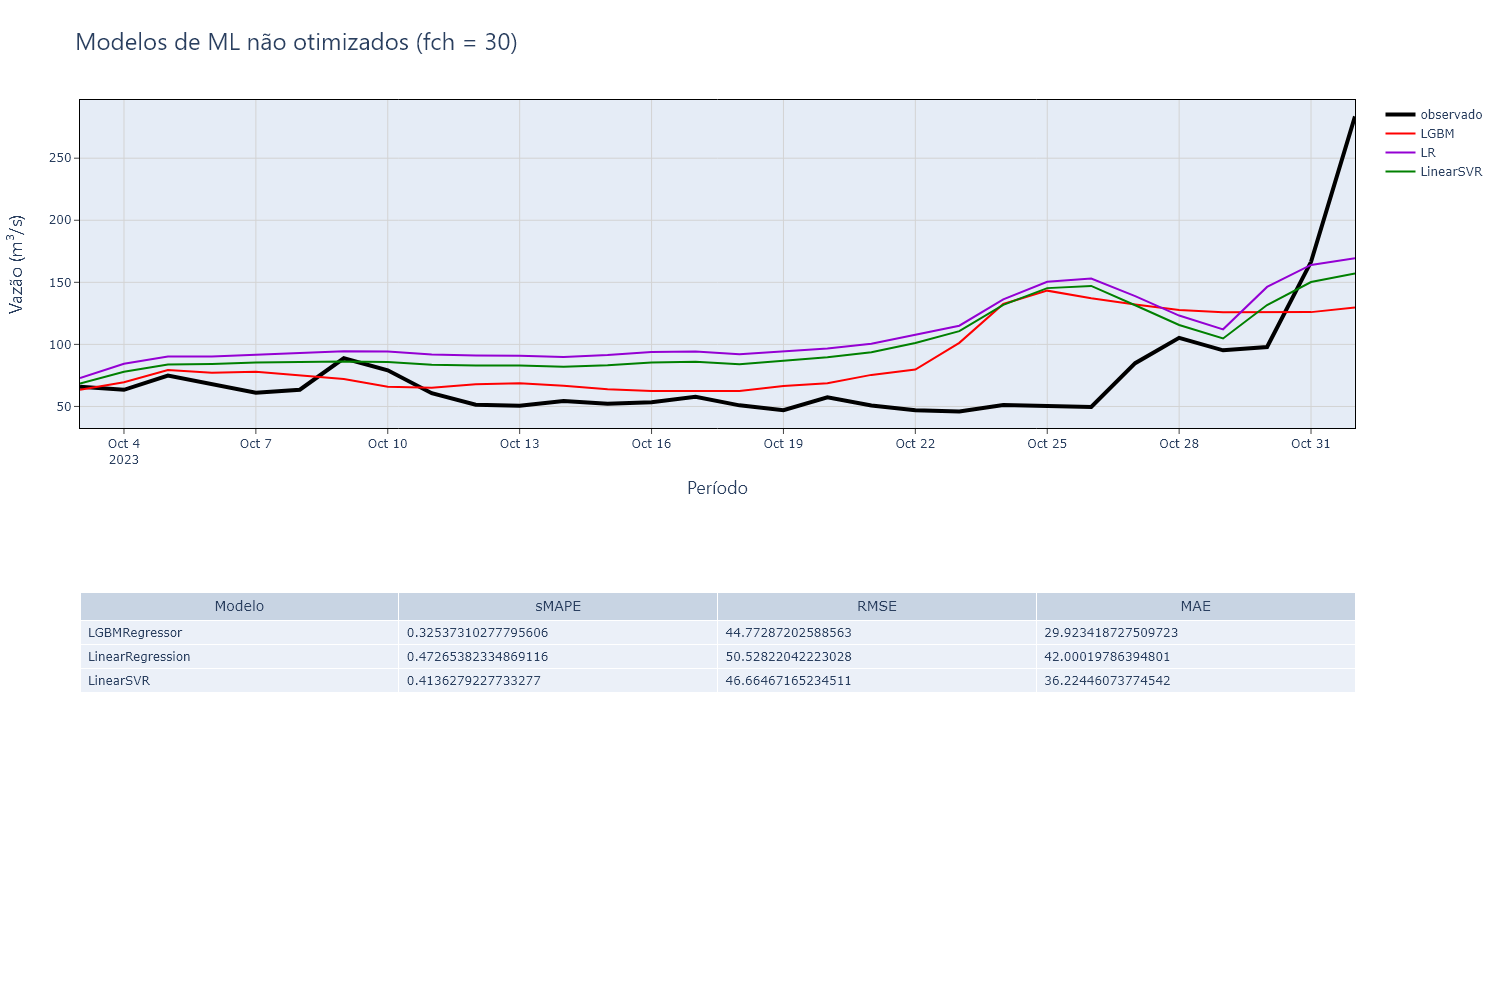 Modelos de ML não otimizados (fch = 30)
observado
LGBM
LR
LinearSVR
Vazão (m³/s)
250
200
150
100
50
Oct 4 Oct 7 Oct 10 Oct 13 Oct 16 Oct 19 Oct 22 Oct 25 Oct 28 Oct 31
2023
Período
Modelo sMAPE RMSE MAE
LGBMRegressor 0.32537310277795606 44.77287202588563 29.923418727509723
LinearRegression 0.47265382334869116 50.52822042223028 42.00019786394801
LinearSVR 0.4136279227733277 46.66467165234511 36.22446073774542